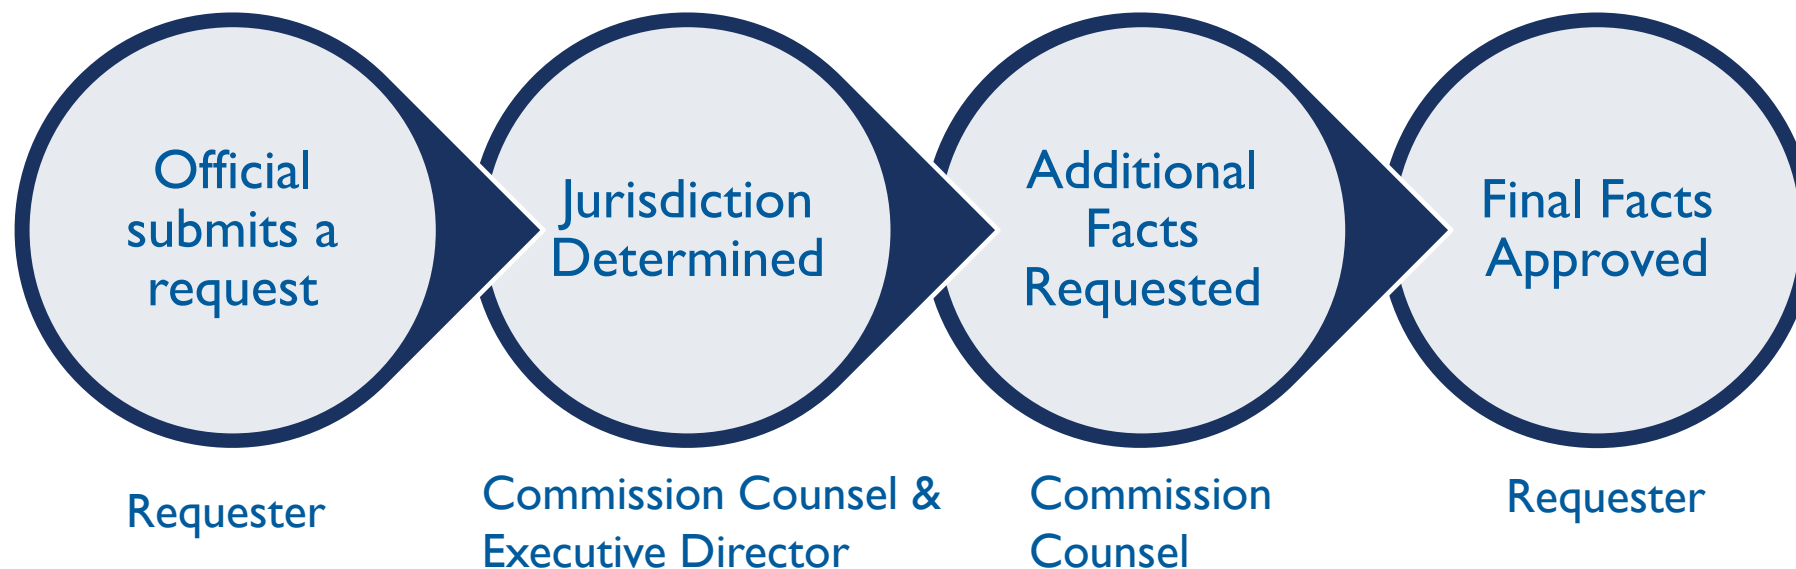 Official
submits a
request
Jurisdiction
Determined
Additional
Facts
Requested
Final Facts
Approved
Requester
Commission Counsel &
Executive Director
Commission
Counsel
Requester